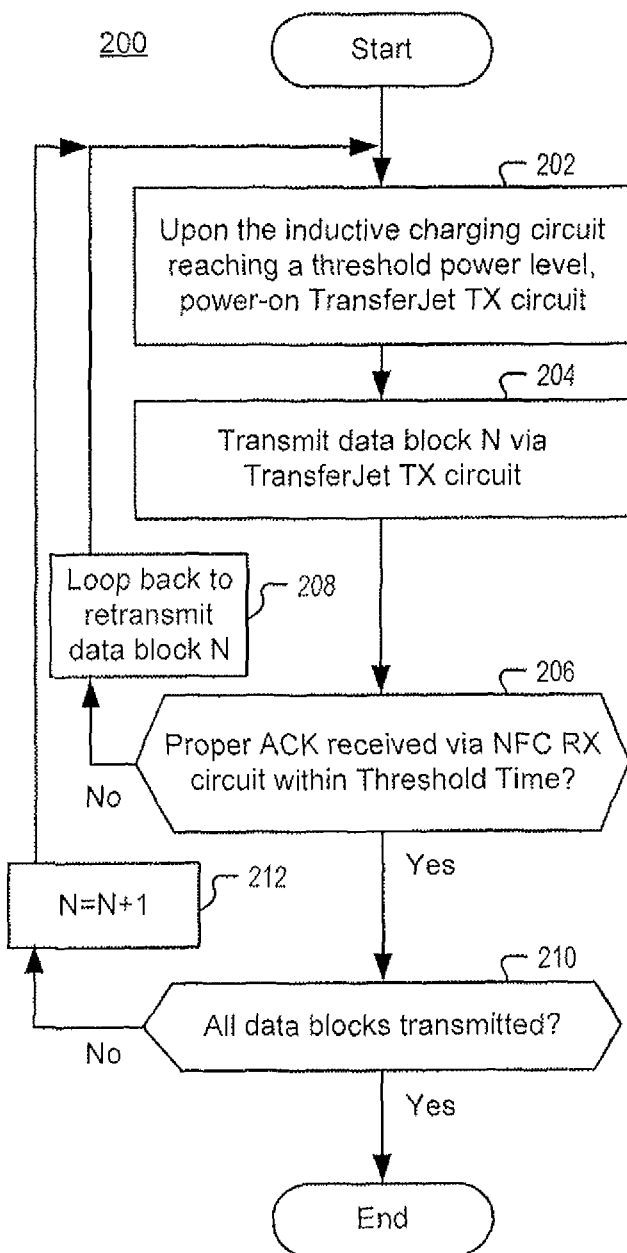 200
Start
202
Upon the inductive charging circuit
reaching a threshold power level,
power-on TransferJet TX circuit
204
Transmit data block N via
TransferJet TX circuit
Loop back to
retransmit
data block N
208
206
Proper ACK received via NFC RX
circuit within Threshold Time?
No
Yes
N=N+1
212
210
All data blocks transmitted?
No
Yes
End